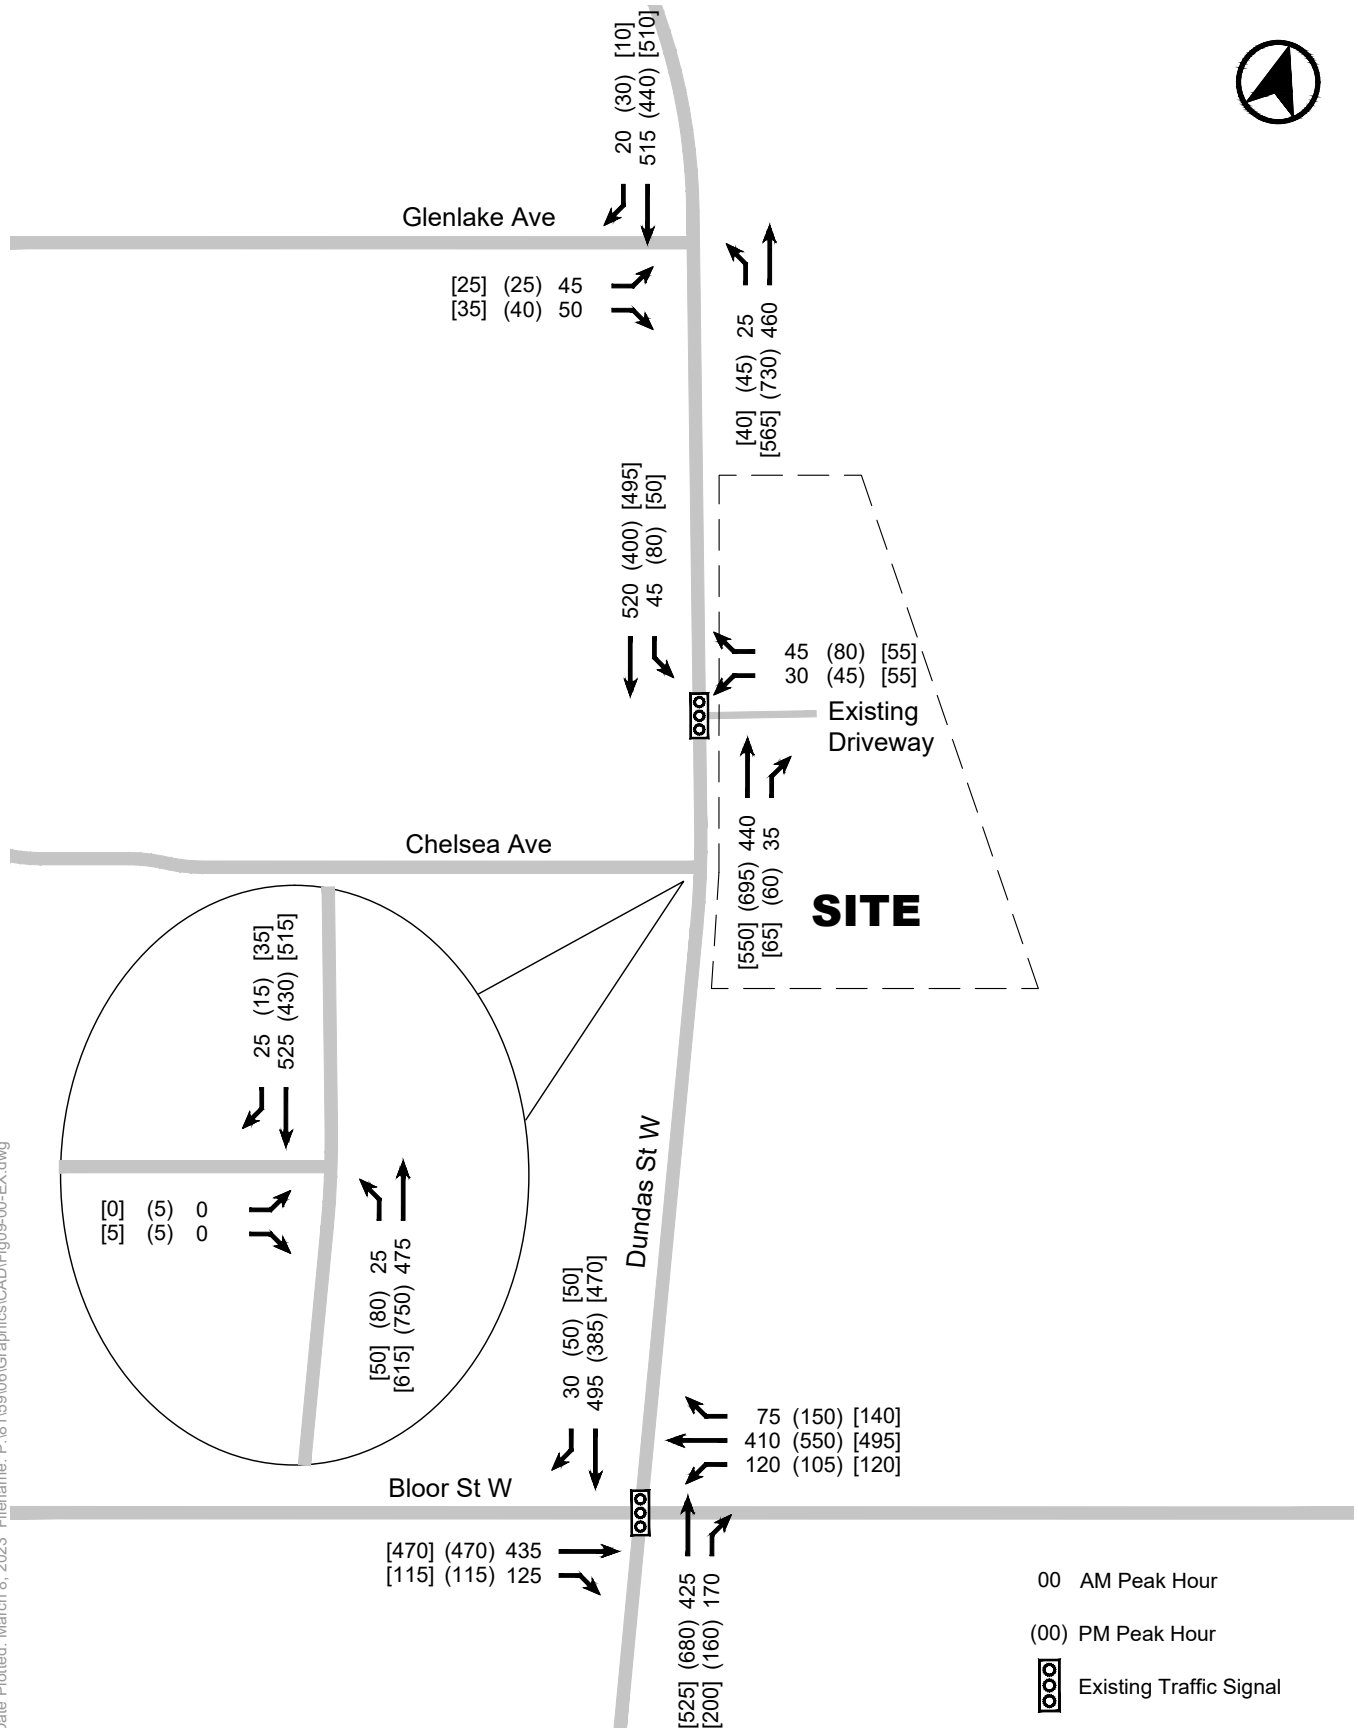 20 (30) [10]
515 (440) [510]
Glenlake Ave
[25] (25) 45
[35] (40) 50
[40] (45) 25
[565] (730) 460
520 (400) [495]
45 (80) [50]
45 (80) [55]
30 (45) [55]
Existing
Driveway
Chelsea Ave
[550] (695) 440
[65] (60) 35
SITE
25 (15) [35]
525 (430) [515]
[0] (5) 0
[5] (5) 0
[50] (80) 25
[615] (750) 475
Dundas St W
30 (50) [50]
495 (385) [470]
75 (150) [140]
410 (550) [495]
120 (105) [120]
Bloor St W
[470] (470) 435
[115] (115) 125
[525] (680) 425
[200] (160) 170
00 AM Peak Hour
(00) PM Peak Hour
Existing Traffic Signal